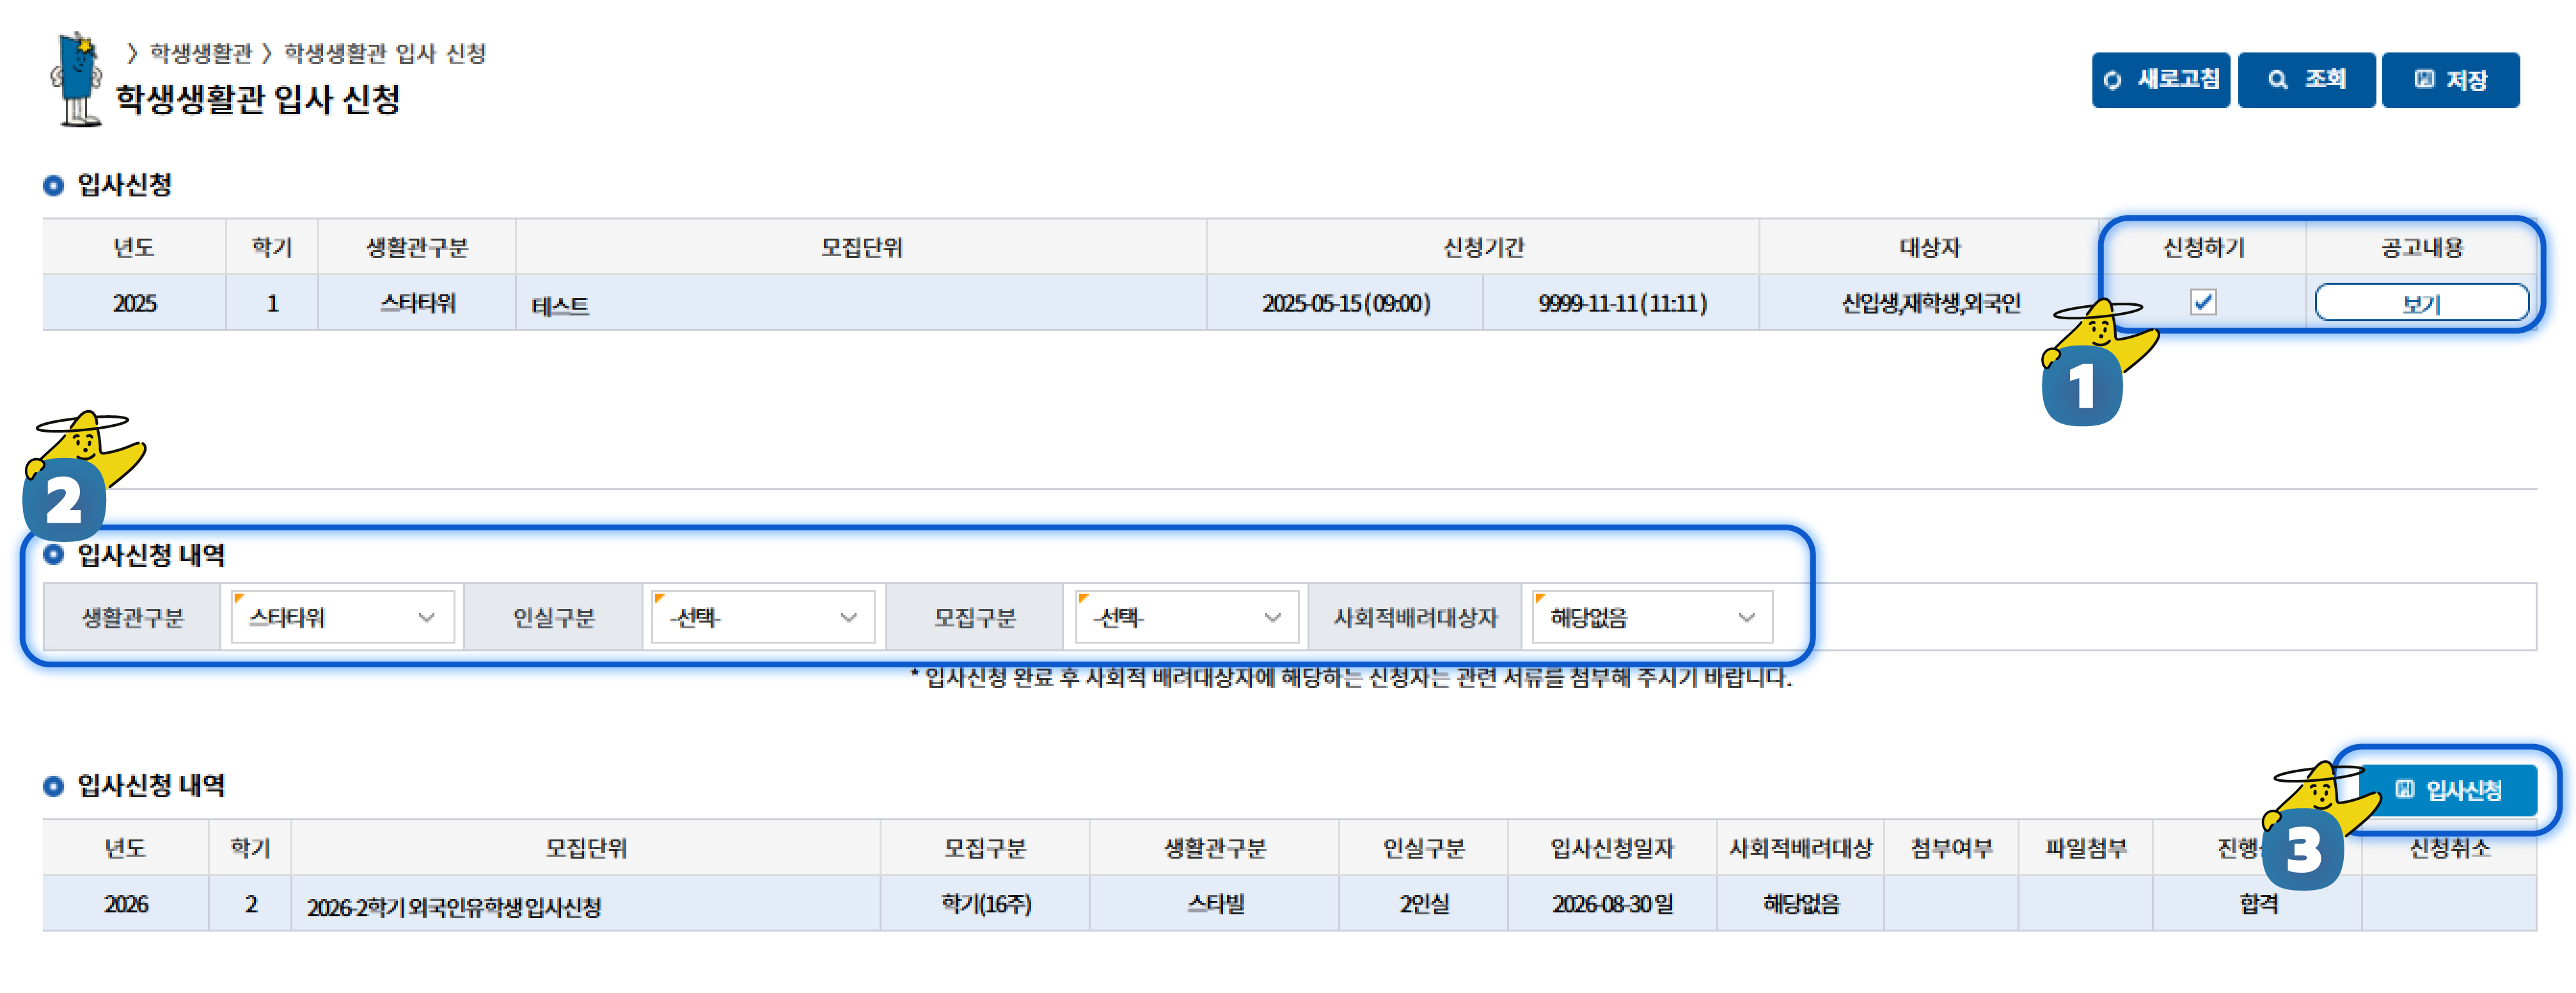 〉 학생생활관 〉 학생생활관 입사 신청
학생생활관 입사 신청
새로고침 조회 저장
입사신청
년도 학기 생활관구분 모집단위 신청기간 대상자 신청하기 공고내용
2025 1 스타타워 테스트 2025-05-15 ( 09:00 ) 9999-11-11 ( 11:11 ) 신입생,재학생,외국인 보기
1
2
입사신청 내역
생활관구분 스타타워 인실구분 -선택- 모집구분 -선택- 사회적배려대상자 해당없음
* 입사신청 완료 후 사회적 배려대상자에 해당하는 신청자는 관련 서류를 첨부해 주시기 바랍니다.
입사신청 내역 입사신청
3
년도 학기 모집단위 모집구분 생활관구분 인실구분 입사신청일자 사회적배려대상 첨부여부 파일첨부 진행 신청취소
2026 2 2026-2학기 외국인유학생 입사신청 학기(16주) 스타빌 2인실 2026-08-30 일 해당없음 합격